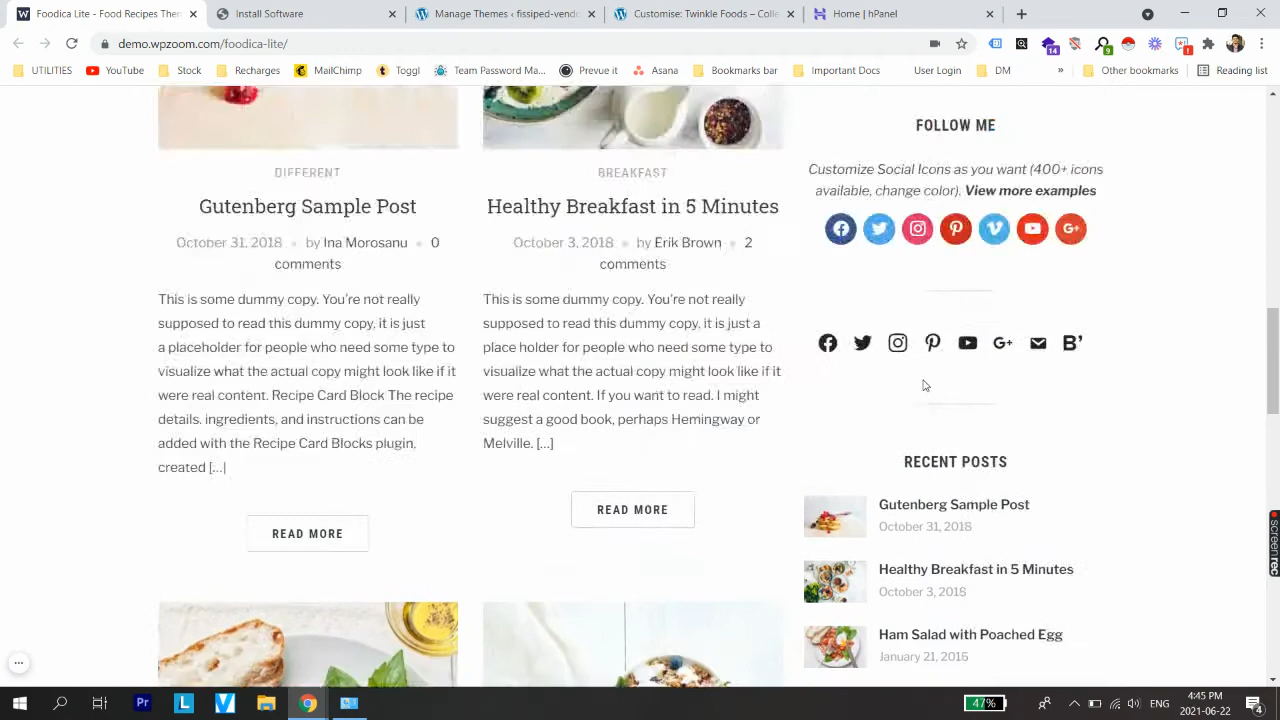 Foodica Lite – Food Recipes Then
Install Software
Manage Themes ‹ fissiped-vendo
Customise: Twinkle Foods – Colle
Home | hPanel
demo.wpzoom.com/foodica-lite/
14
9
UTILITIES
YouTube
Stock
Recharges
MailChimp
Toggl
Team Password Ma...
Prevue it
Asana
Bookmarks bar
Important Docs
User Login
DM
»
Other bookmarks
Reading list
DIFFERENT
Gutenberg Sample Post
October 31, 2018 • by Ina Morosanu • 0
comments
This is some dummy copy. You're not really
supposed to read this dummy copy, it is just
a placeholder for people who need some type to
visualize what the actual copy might look like if it
were real content. Recipe Card Block The recipe
details. ingredients, and instructions can be
added with the Recipe Card Blocks plugin.
created [...]
READ MORE
BREAKFAST
Healthy Breakfast in 5 Minutes
October 3, 2018 • by Erik Brown • 2
comments
This is some dummy copy. You're not really
supposed to read this dummy copy, it is just a
place holder for people who need some type to
visualize what the actual copy might look like if it
were real content. If you want to read. I might
suggest a good book, perhaps Hemingway or
Melville. [...]
READ MORE
FOLLOW ME
Customize Social Icons as you want (400+ icons
available, change color). View more examples
RECENT POSTS
Gutenberg Sample Post
October 31, 2018
Healthy Breakfast in 5 Minutes
October 3, 2018
Ham Salad with Poached Egg
January 21, 2016
screenrec
47%
ENG
4:45 PM
2021-06-22
4